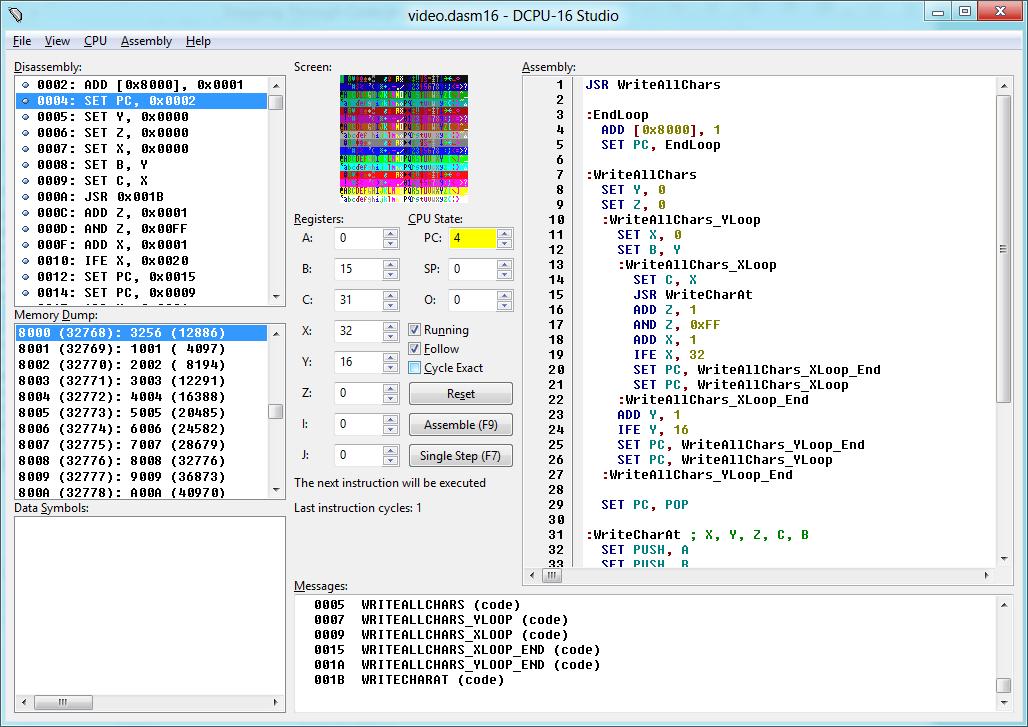 video.dasm16 - DCPU-16 Studio
File View CPU Assembly Help
Disassembly:
0002: ADD [0x8000], 0x0001
0004: SET PC, 0x0002
0005: SET Y, 0x0000
0006: SET Z, 0x0000
0007: SET X, 0x0000
0008: SET B, Y
0009: SET C, X
000A: JSR 0x001B
000C: ADD Z, 0x0001
000D: AND Z, 0x00FF
000F: ADD X, 0x0001
0010: IFE X, 0x0020
0012: SET PC, 0x0015
0014: SET PC, 0x0009
Memory Dump:
8000 (32768): 3256 (12886)
8001 (32769): 1001 ( 4097)
8002 (32770): 2002 ( 8194)
8003 (32771): 3003 (12291)
8004 (32772): 4004 (16388)
8005 (32773): 5005 (20485)
8006 (32774): 6006 (24582)
8007 (32775): 7007 (28679)
8008 (32776): 8008 (32776)
8009 (32777): 9009 (36873)
800A (32778): A00A (40970)
Data Symbols:
Screen:
Registers:
A: 0
B: 15
C: 31
X: 32
Y: 16
Z: 0
I: 0
J: 0
CPU State:
PC: 4
SP: 0
O: 0
Running
Follow
Cycle Exact
Reset
Assemble (F9)
Single Step (F7)
The next instruction will be executed
Last instruction cycles: 1
Assembly:
1 JSR WriteAllChars
2
3 :EndLoop
4 ADD [0x8000], 1
5 SET PC, EndLoop
6
7 :WriteAllChars
8 SET Y, 0
9 SET Z, 0
10 :WriteAllChars_YLoop
11 SET X, 0
12 SET B, Y
13 :WriteAllChars_XLoop
14 SET C, X
15 JSR WriteCharAt
16 ADD Z, 1
17 AND Z, 0xFF
18 ADD X, 1
19 IFE X, 32
20 SET PC, WriteAllChars_XLoop_End
21 SET PC, WriteAllChars_XLoop
22 :WriteAllChars_XLoop_End
23 ADD Y, 1
24 IFE Y, 16
25 SET PC, WriteAllChars_YLoop_End
26 SET PC, WriteAllChars_YLoop
27 :WriteAllChars_YLoop_End
28
29 SET PC, POP
30
31 :WriteCharAt ; X, Y, Z, C, B
32 SET PUSH, A
33 SET PUSH, B
Messages:
0005 WRITEALLCHARS (code)
0007 WRITEALLCHARS_YLOOP (code)
0009 WRITEALLCHARS_XLOOP (code)
0015 WRITEALLCHARS_XLOOP_END (code)
001A WRITEALLCHARS_YLOOP_END (code)
001B WRITECHARAT (code)